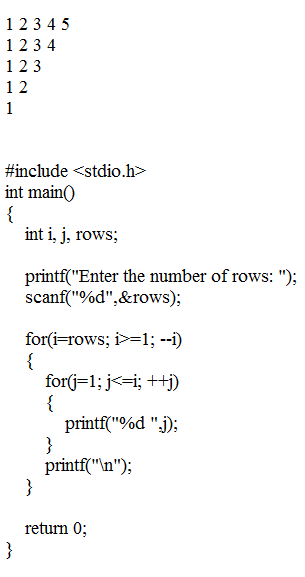 1 2 3 4 5
1 2 3 4
1 2 3
1 2
1
#include <stdio.h>
int main()
{
int i, j, rows;
printf("Enter the number of rows: ");
scanf("%d",&rows);
for(i=rows; i>=1; --i)
{
for(j=1; j<=i; ++j)
{
printf("%d ",j);
}
printf("\n");
}
return 0;
}